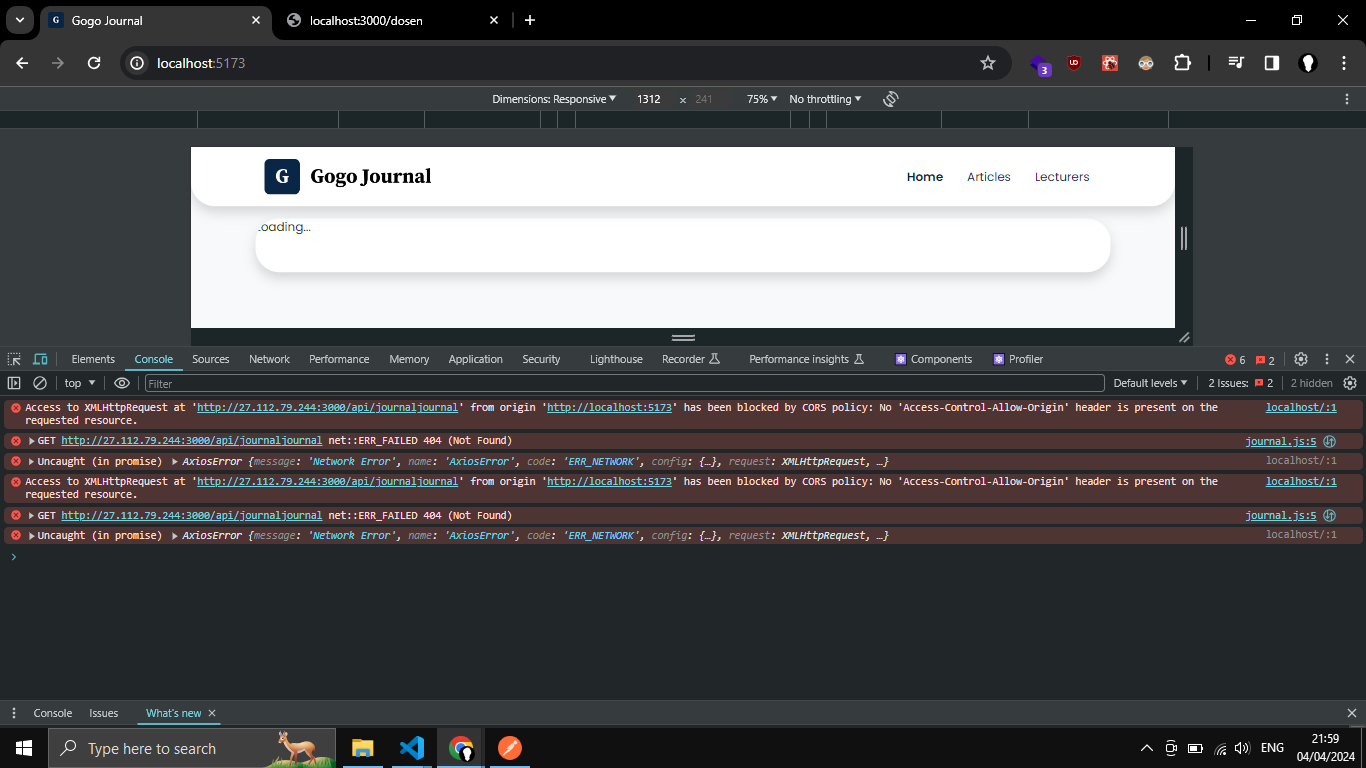 G Gogo Journal
localhost:3000/dosen
localhost:5173
3
UD
Dimensions: Responsive 1312 × 241 75% No throttling
G Gogo Journal Home Articles Lecturers
Loading...
Elements Console Sources Network Performance Memory Application Security Lighthouse Recorder Performance insights Components Profiler 6 2
top Filter Default levels 2 Issues: 2 2 hidden
Access to XMLHttpRequest at 'http://27.112.79.244:3000/api/journaljournal' from origin 'http://localhost:5173' has been blocked by CORS policy: No 'Access-Control-Allow-Origin' header is present on the localhost/:1
requested resource.
GET http://27.112.79.244:3000/api/journaljournal net::ERR_FAILED 404 (Not Found) journal.js:5
Uncaught (in promise) AxiosError {message: 'Network Error', name: 'AxiosError', code: 'ERR_NETWORK', config: {…}, request: XMLHttpRequest, …} localhost/:1
Access to XMLHttpRequest at 'http://27.112.79.244:3000/api/journaljournal' from origin 'http://localhost:5173' has been blocked by CORS policy: No 'Access-Control-Allow-Origin' header is present on the localhost/:1
requested resource.
GET http://27.112.79.244:3000/api/journaljournal net::ERR_FAILED 404 (Not Found) journal.js:5
Uncaught (in promise) AxiosError {message: 'Network Error', name: 'AxiosError', code: 'ERR_NETWORK', config: {…}, request: XMLHttpRequest, …} localhost/:1
Console Issues What's new
Type here to search
ENG
21:59
04/04/2024